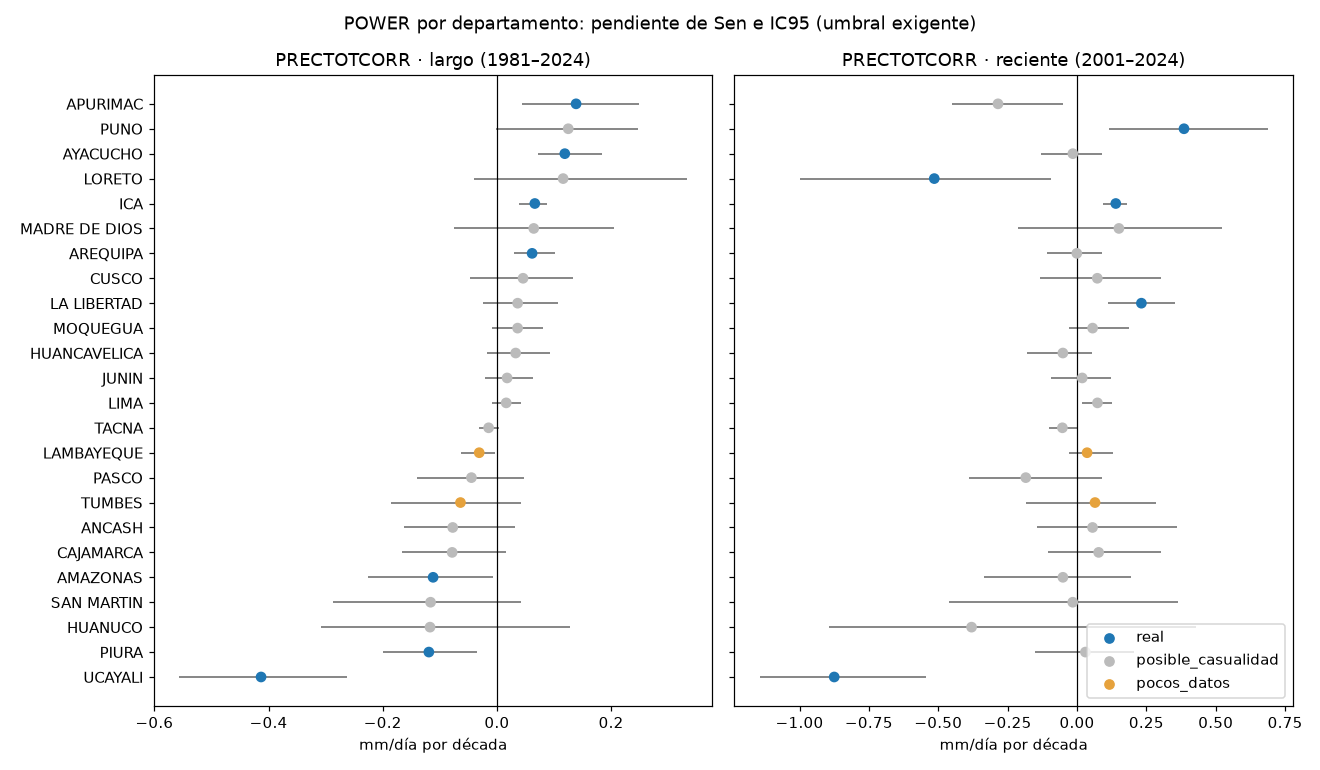 POWER por departamento: pendiente de Sen e IC95 (umbral exigente)
PRECTOTCORR · largo (1981–2024)
PRECTOTCORR · reciente (2001–2024)
APURIMAC
PUNO
AYACUCHO
LORETO
ICA
MADRE DE DIOS
AREQUIPA
CUSCO
LA LIBERTAD
MOQUEGUA
HUANCAVELICA
JUNIN
LIMA
TACNA
LAMBAYEQUE
PASCO
TUMBES
ANCASH
CAJAMARCA
AMAZONAS
SAN MARTIN
HUANUCO
PIURA
UCAYALI
real
posible_casualidad
pocos_datos
−0.6 −0.4 −0.2 0.0 0.2
−1.00 −0.75 −0.50 −0.25 0.00 0.25 0.50 0.75
mm/día por década
mm/día por década